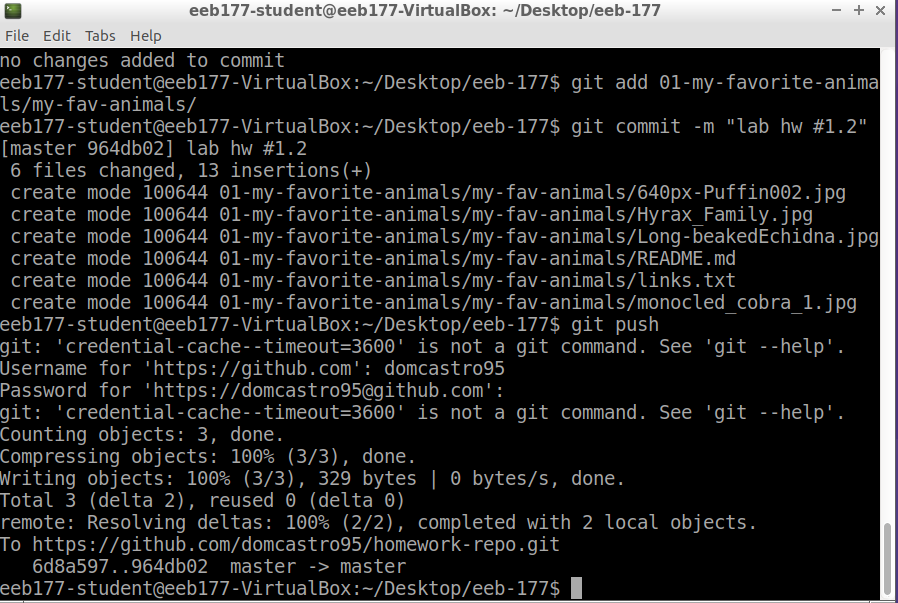 eeb177-student@eeb177-VirtualBox: ~/Desktop/eeb-177
File Edit Tabs Help
no changes added to commit
eeb177-student@eeb177-VirtualBox:~/Desktop/eeb-177$ git add 01-my-favorite-anima
ls/my-fav-animals/
eeb177-student@eeb177-VirtualBox:~/Desktop/eeb-177$ git commit -m "lab hw #1.2"
[master 964db02] lab hw #1.2
 6 files changed, 13 insertions(+)
 create mode 100644 01-my-favorite-animals/my-fav-animals/640px-Puffin002.jpg
 create mode 100644 01-my-favorite-animals/my-fav-animals/Hyrax_Family.jpg
 create mode 100644 01-my-favorite-animals/my-fav-animals/Long-beakedEchidna.jpg
 create mode 100644 01-my-favorite-animals/my-fav-animals/README.md
 create mode 100644 01-my-favorite-animals/my-fav-animals/links.txt
 create mode 100644 01-my-favorite-animals/my-fav-animals/monocled_cobra_1.jpg
eeb177-student@eeb177-VirtualBox:~/Desktop/eeb-177$ git push
git: 'credential-cache--timeout=3600' is not a git command. See 'git --help'.
Username for 'https://github.com': domcastro95
Password for 'https://domcastro95@github.com':
git: 'credential-cache--timeout=3600' is not a git command. See 'git --help'.
Counting objects: 3, done.
Compressing objects: 100% (3/3), done.
Writing objects: 100% (3/3), 329 bytes | 0 bytes/s, done.
Total 3 (delta 2), reused 0 (delta 0)
remote: Resolving deltas: 100% (2/2), completed with 2 local objects.
To https://github.com/domcastro95/homework-repo.git
   6d8a597..964db02  master -> master
eeb177-student@eeb177-VirtualBox:~/Desktop/eeb-177$